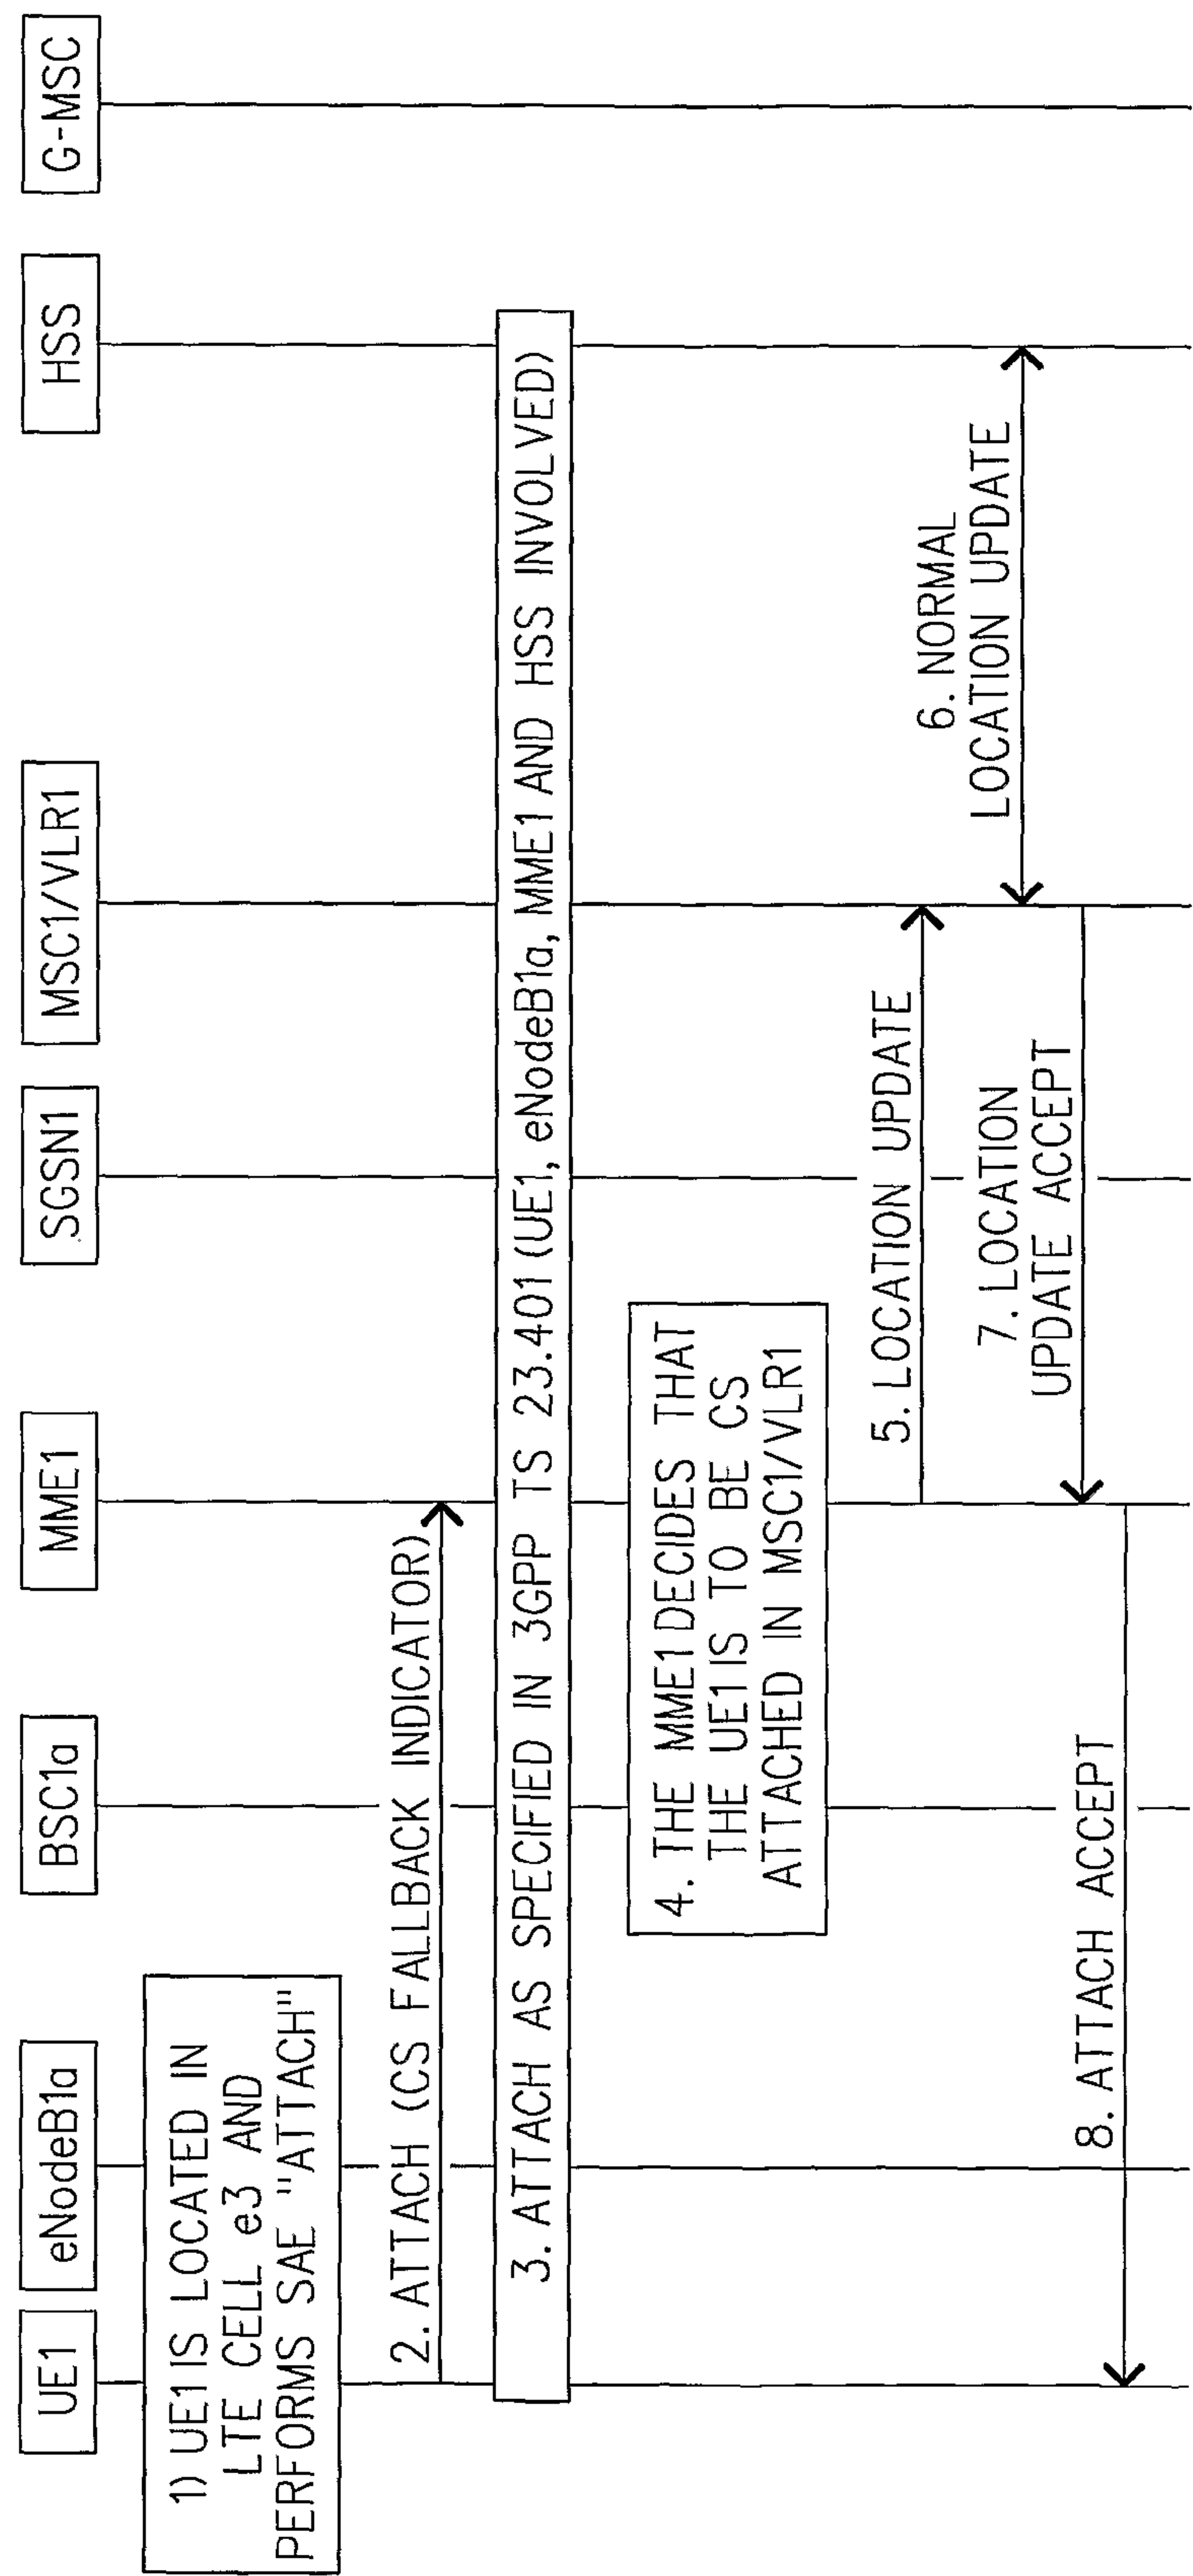 UE1
eNodeB1a
BSC1a
MME1
SGSN1
MSC1/VLR1
HSS
G-MSC
1) UE1 IS LOCATED IN
LTE CELL e3 AND
PERFORMS SAE "ATTACH"
2. ATTACH (CS FALLBACK INDICATOR)
3. ATTACH AS SPECIFIED IN 3GPP TS 23.401 (UE1, eNodeB1a, MME1 AND HSS INVOLVED)
4. THE MME1 DECIDES THAT
THE UE1 IS TO BE CS
ATTACHED IN MSC1/VLR1
5. LOCATION UPDATE
6. NORMAL
LOCATION UPDATE
7. LOCATION
UPDATE ACCEPT
8. ATTACH ACCEPT